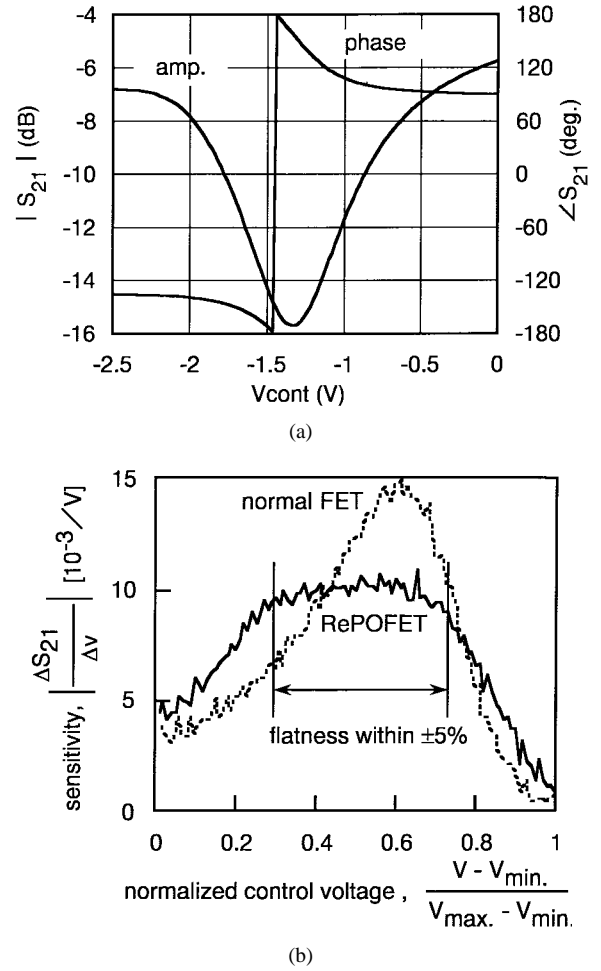 -4
-6
-8
-10
-12
-14
-16
| S21 | (dB)
amp.
phase
180
120
60
0
-60
-120
-180
∠S21 (deg.)
-2.5 -2 -1.5 -1 -0.5 0
Vcont (V)
(a)
15
10
5
0
sensitivity, | ΔS21 / Δv | [10-3/V]
normal FET
RePOFET
flatness within ±5%
0 0.2 0.4 0.6 0.8 1
normalized control voltage , V - Vmin. / Vmax. - Vmin.
(b)